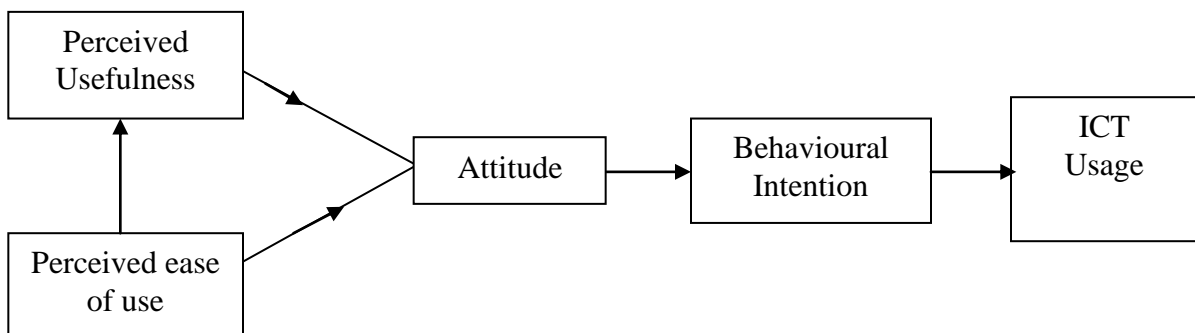 Perceived
Usefulness
Perceived ease
of use
Attitude
Behavioural
Intention
ICT
Usage